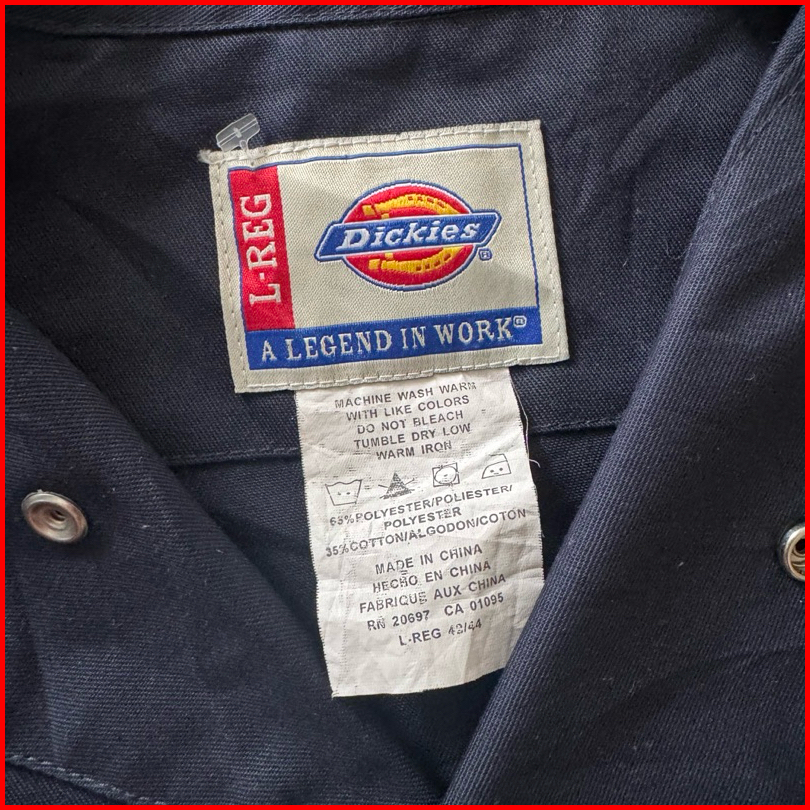 L-REG
Dickies®
A LEGEND IN WORK®
MACHINE WASH WARM
WITH LIKE COLORS
DO NOT BLEACH
TUMBLE DRY LOW
WARM IRON
65%POLYESTER/POLIESTER/
POLYESTER
35%COTTON/ALGODON/COTON
MADE IN CHINA
HECHO EN CHINA
FABRIQUE AUX CHINA
RN 20697 CA 01095
L-REG 42/44